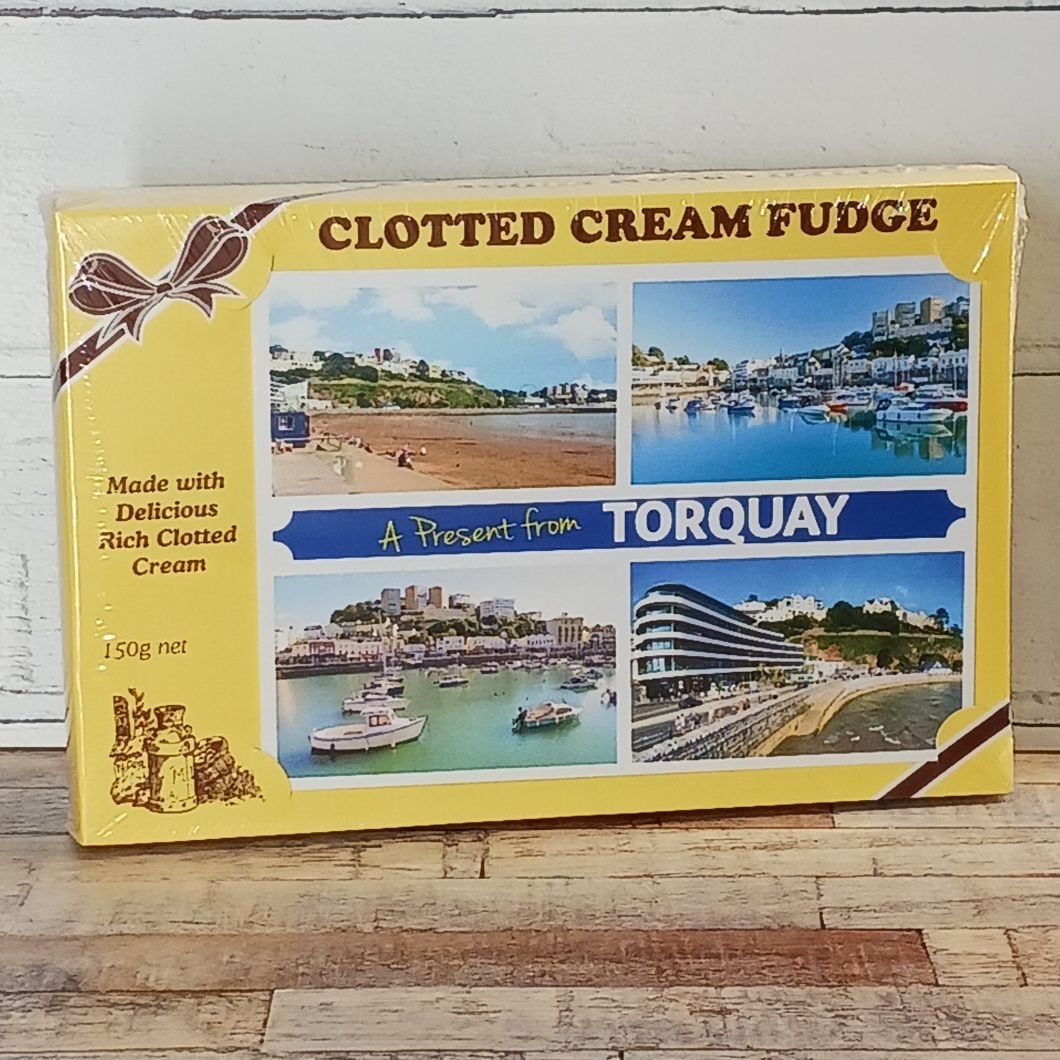 CLOTTED CREAM FUDGE
Made with
Delicious
Rich Clotted
Cream
A Present from TORQUAY
150g net
M